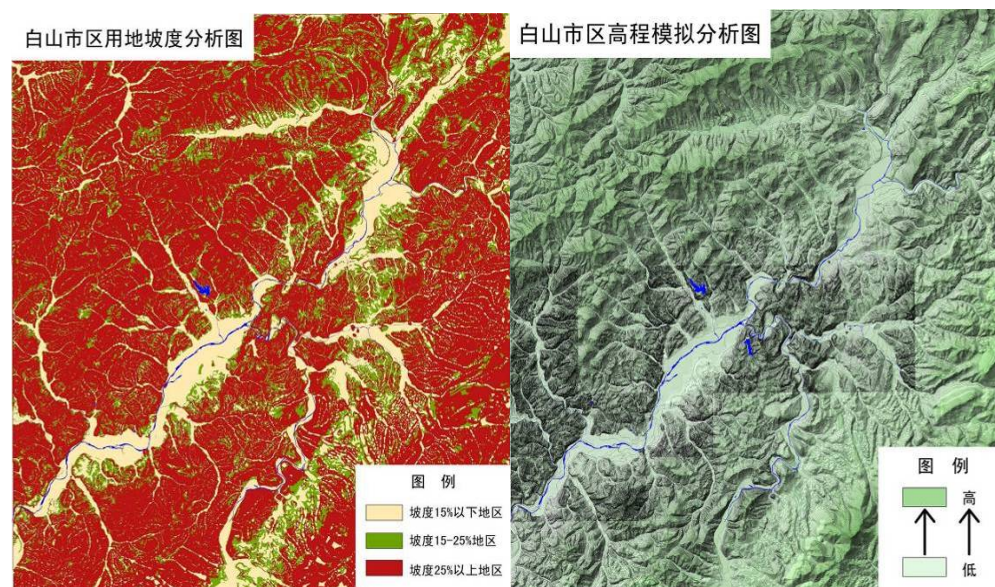 白山市区用地坡度分析图
图 例
坡度15%以下地区
坡度15-25%地区
坡度25%以上地区
白山市区高程模拟分析图
图 例
高
低